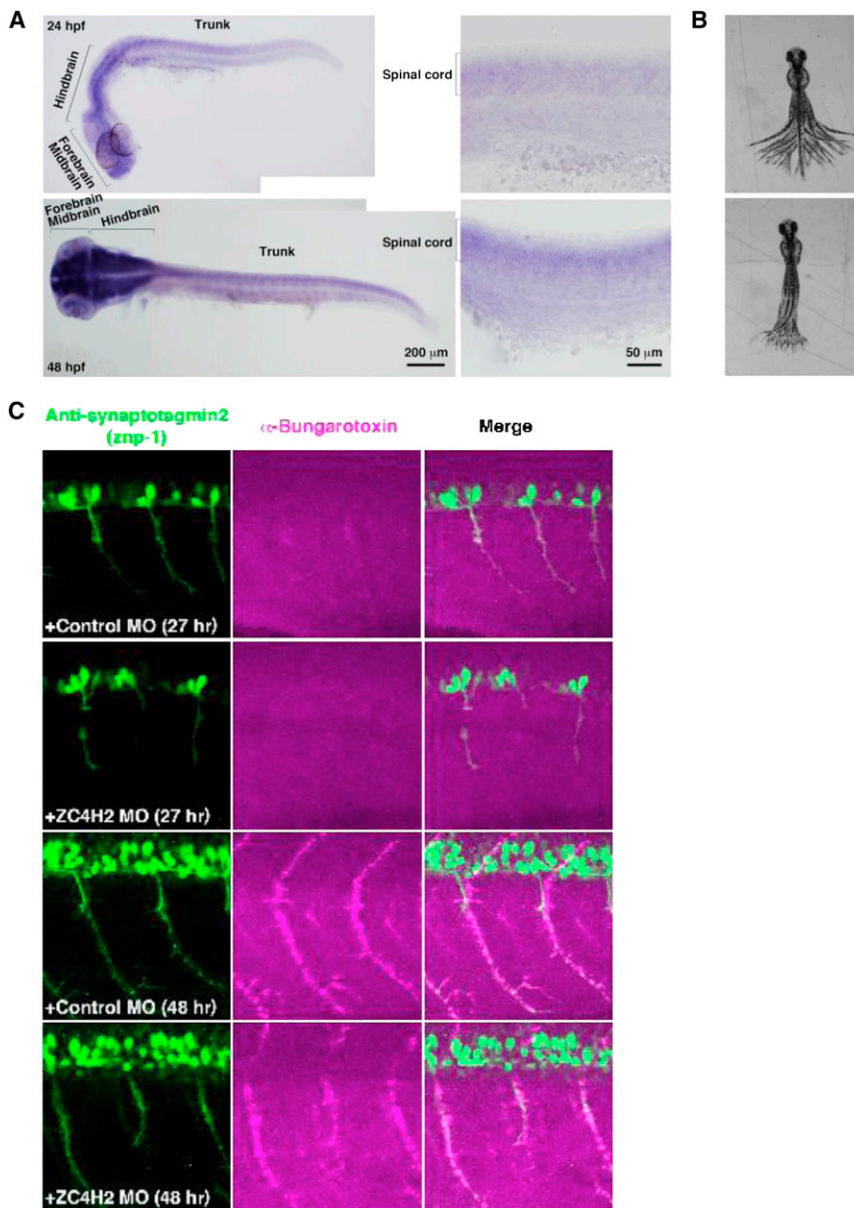 A
24 hpf
Trunk
Hindbrain
Forebrain
Midbrain
Spinal cord
B
Forebrain
Midbrain
Hindbrain
Trunk
Spinal cord
48 hpf
200 μm
50 μm
C
Anti-synaptotagmin2
(znp-1)
α-Bungarotoxin
Merge
+Control MO (27 hr)
+ZC4H2 MO (27 hr)
+Control MO (48 hr)
+ZC4H2 MO (48 hr)